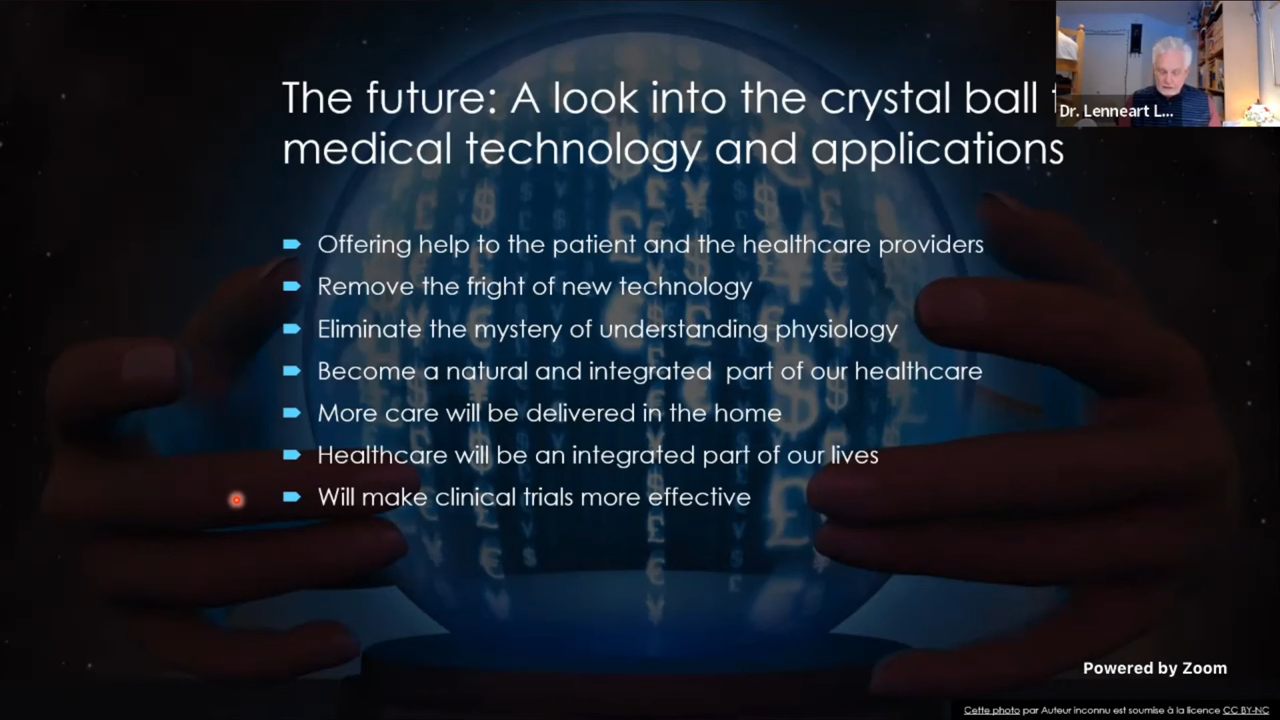 The future: A look into the crystal ball
medical technology and applications
Dr. Lenneart L...
Offering help to the patient and the healthcare providers
Remove the fright of new technology
Eliminate the mystery of understanding physiology
Become a natural and integrated part of our healthcare
More care will be delivered in the home
Healthcare will be an integrated part of our lives
Will make clinical trials more effective
Powered by Zoom
Cette photo par Auteur inconnu est soumise à la licence CC BY-NC